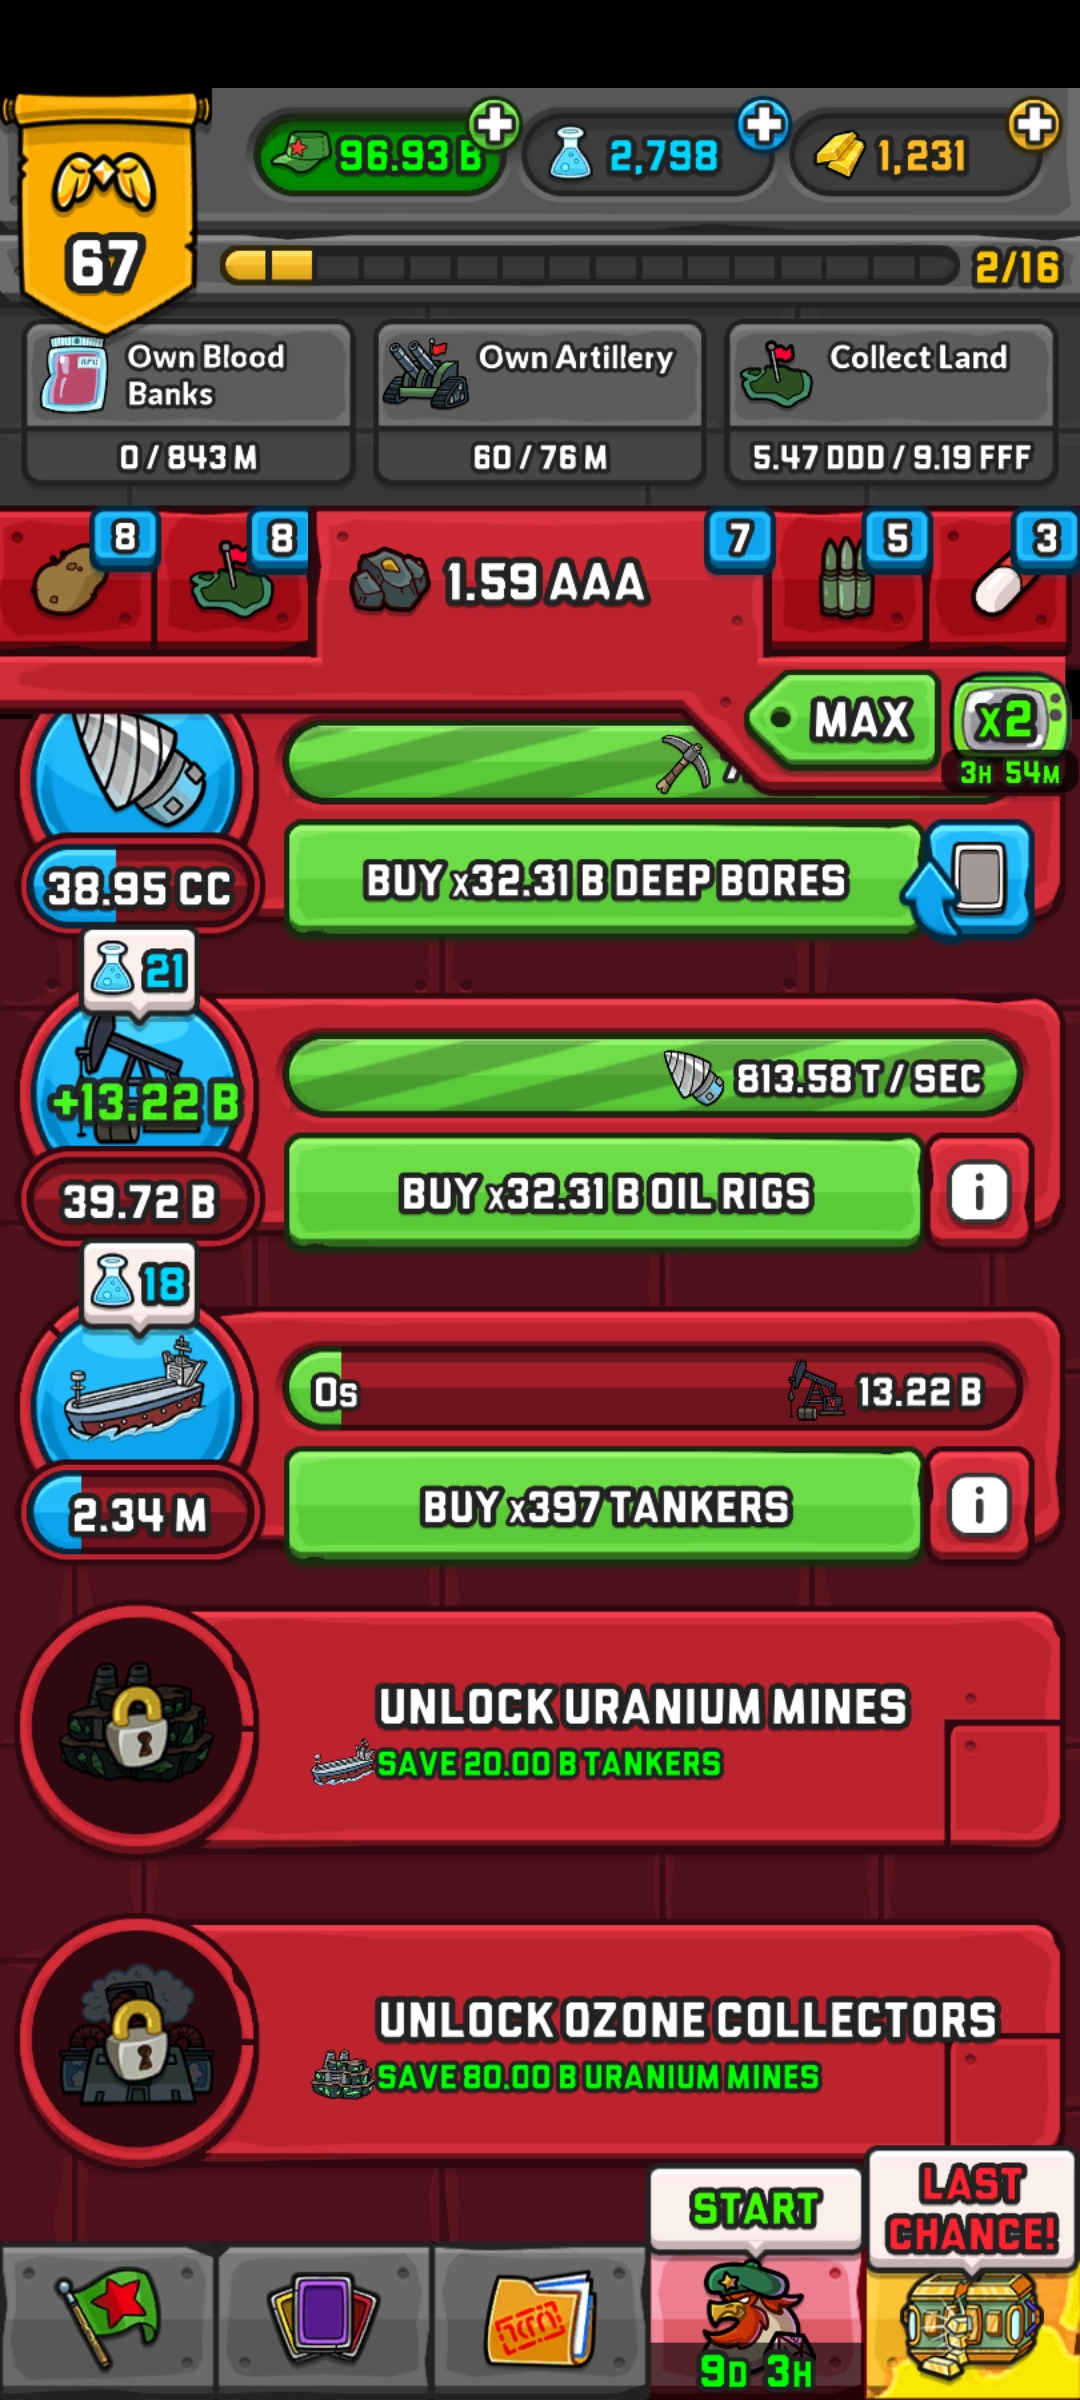 96.93 B
2,798
1,231
67
2/16
Own Blood
Banks
0 / 843 M
Own Artillery
60 / 76 M
Collect Land
5.47 DDD / 9.19 FFF
8
8
1.59 AAA
7
5
3
MAX
x2
3H 54M
38.95 CC
BUY x32.31 B DEEP BORES
21
+13.22 B
813.58 T / SEC
39.72 B
BUY x32.31 B OIL RIGS
18
0s
13.22 B
2.34 M
BUY x397 TANKERS
UNLOCK URANIUM MINES
SAVE 20.00 B TANKERS
UNLOCK OZONE COLLECTORS
SAVE 80.00 B URANIUM MINES
START
LAST
CHANCE!
9D 3H